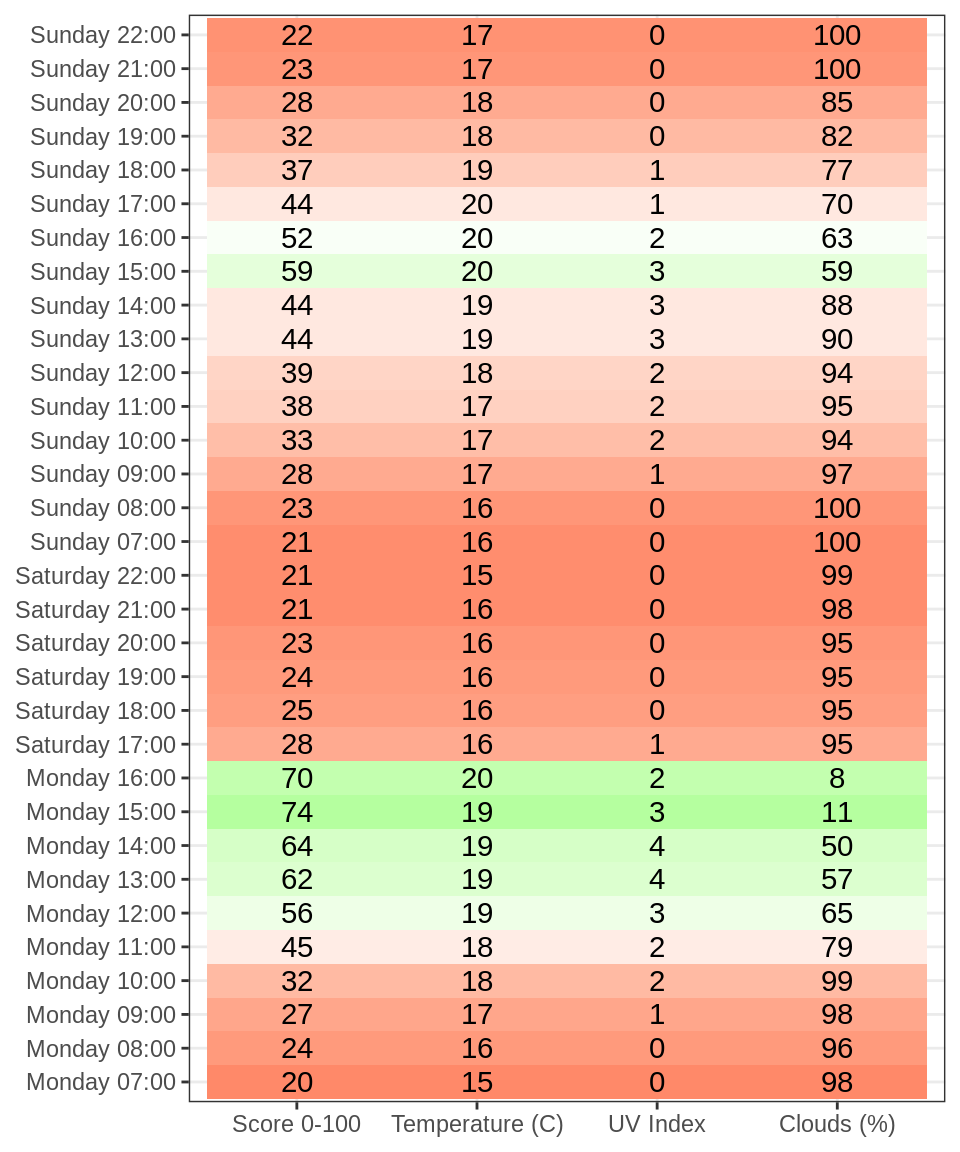 Sunday 22:00 22 17 0 100
Sunday 21:00 23 17 0 100
Sunday 20:00 28 18 0 85
Sunday 19:00 32 18 0 82
Sunday 18:00 37 19 1 77
Sunday 17:00 44 20 1 70
Sunday 16:00 52 20 2 63
Sunday 15:00 59 20 3 59
Sunday 14:00 44 19 3 88
Sunday 13:00 44 19 3 90
Sunday 12:00 39 18 2 94
Sunday 11:00 38 17 2 95
Sunday 10:00 33 17 2 94
Sunday 09:00 28 17 1 97
Sunday 08:00 23 16 0 100
Sunday 07:00 21 16 0 100
Saturday 22:00 21 15 0 99
Saturday 21:00 21 16 0 98
Saturday 20:00 23 16 0 95
Saturday 19:00 24 16 0 95
Saturday 18:00 25 16 0 95
Saturday 17:00 28 16 1 95
Monday 16:00 70 20 2 8
Monday 15:00 74 19 3 11
Monday 14:00 64 19 4 50
Monday 13:00 62 19 4 57
Monday 12:00 56 19 3 65
Monday 11:00 45 18 2 79
Monday 10:00 32 18 2 99
Monday 09:00 27 17 1 98
Monday 08:00 24 16 0 96
Monday 07:00 20 15 0 98
Score 0-100 Temperature (C) UV Index Clouds (%)